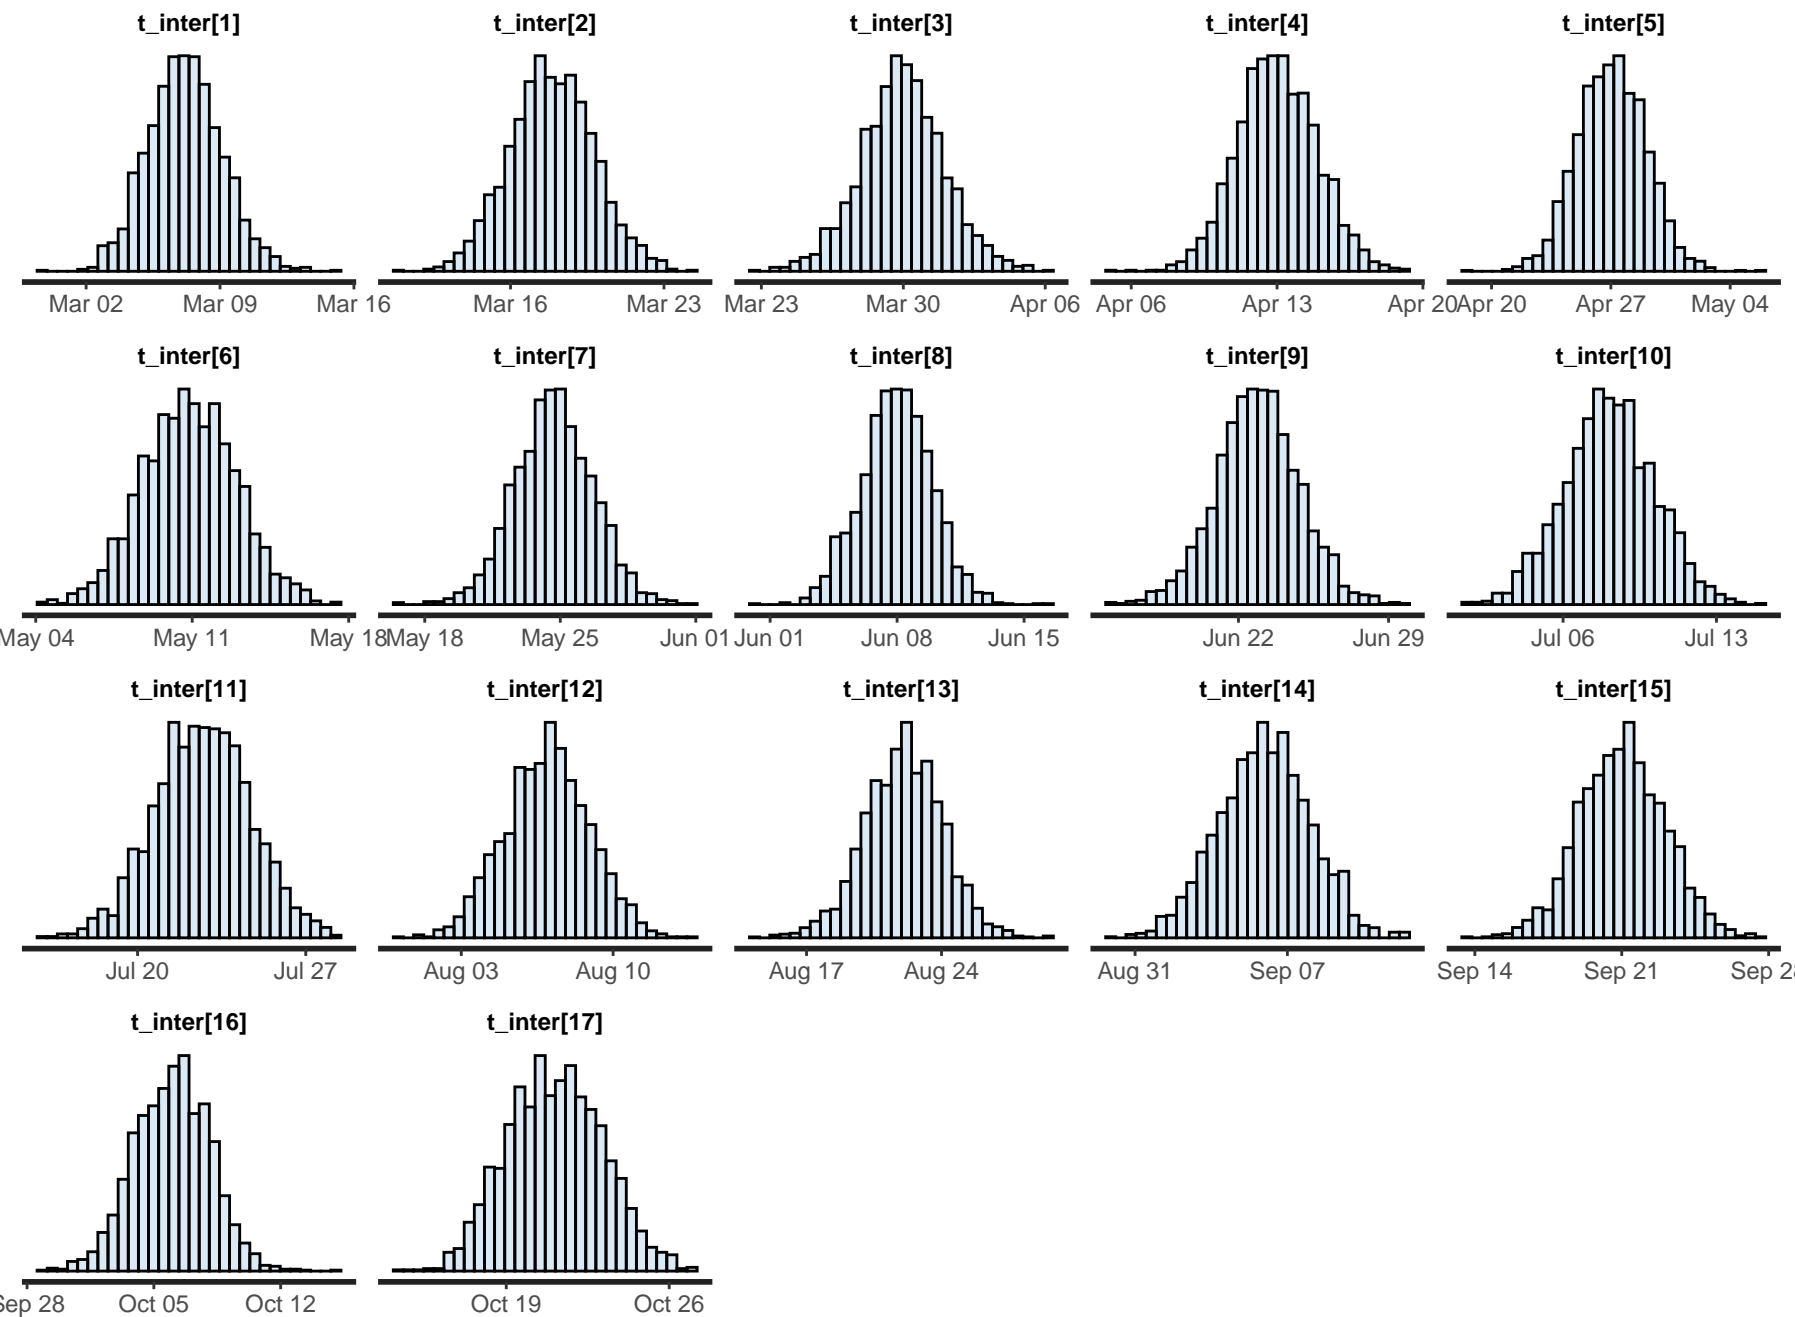 t_inter[1] t_inter[2] t_inter[3] t_inter[4] t_inter[5]
Mar 02 Mar 09 Mar 16 Mar 16 Mar 23 Mar 23 Mar 30 Apr 06 Apr 06 Apr 13 Apr 20 Apr 20 Apr 27 May 04
t_inter[6] t_inter[7] t_inter[8] t_inter[9] t_inter[10]
May 04 May 11 May 18 May 18 May 25 Jun 01 Jun 01 Jun 08 Jun 15 Jun 22 Jun 29 Jul 06 Jul 13
t_inter[11] t_inter[12] t_inter[13] t_inter[14] t_inter[15]
Jul 20 Jul 27 Aug 03 Aug 10 Aug 17 Aug 24 Aug 31 Sep 07 Sep 14 Sep 21 Sep 28
t_inter[16] t_inter[17]
Sep 28 Oct 05 Oct 12 Oct 19 Oct 26